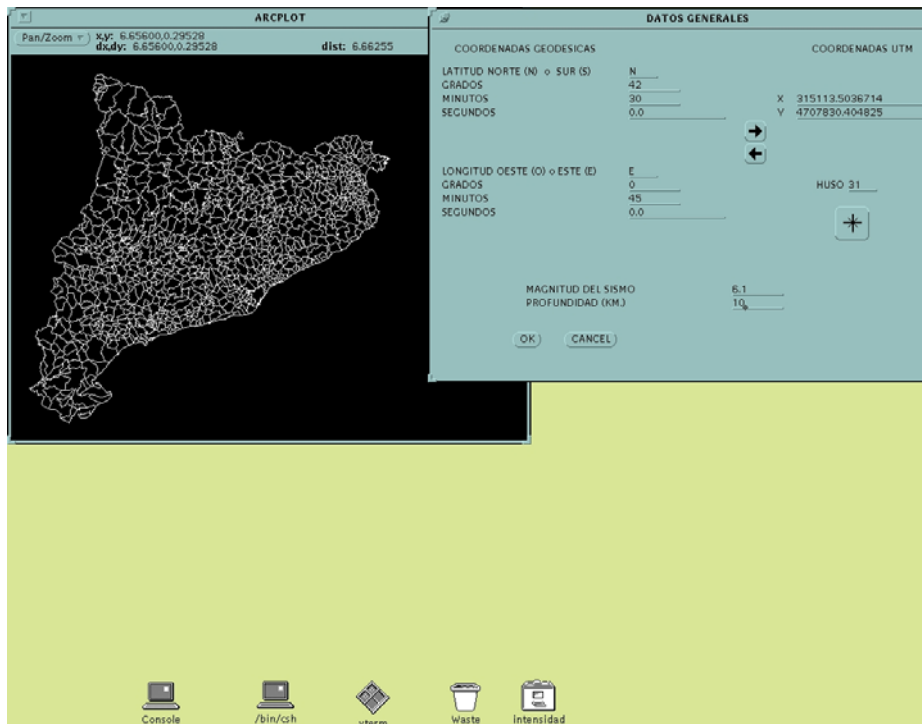 ARCPLOT
Pan/Zoom
x,y: 6.65600,0.29528
dx,dy: 6.65600,0.29528
dist: 6.66255
DATOS GENERALES
COORDENADAS GEODESICAS
COORDENADAS UTM
LATITUD NORTE (N) o SUR (S) N
GRADOS 42
MINUTOS 30
SEGUNDOS 0.0
X 315113.5036714
Y 4707830.404825
LONGITUD OESTE (O) o ESTE (E) E
GRADOS 0
MINUTOS 45
SEGUNDOS 0.0
HUSO 31
MAGNITUD DEL SISMO 6.1
PROFUNDIDAD (KM.) 10
OK
CANCEL
Console
/bin/csh
xterm
Waste
intensidad